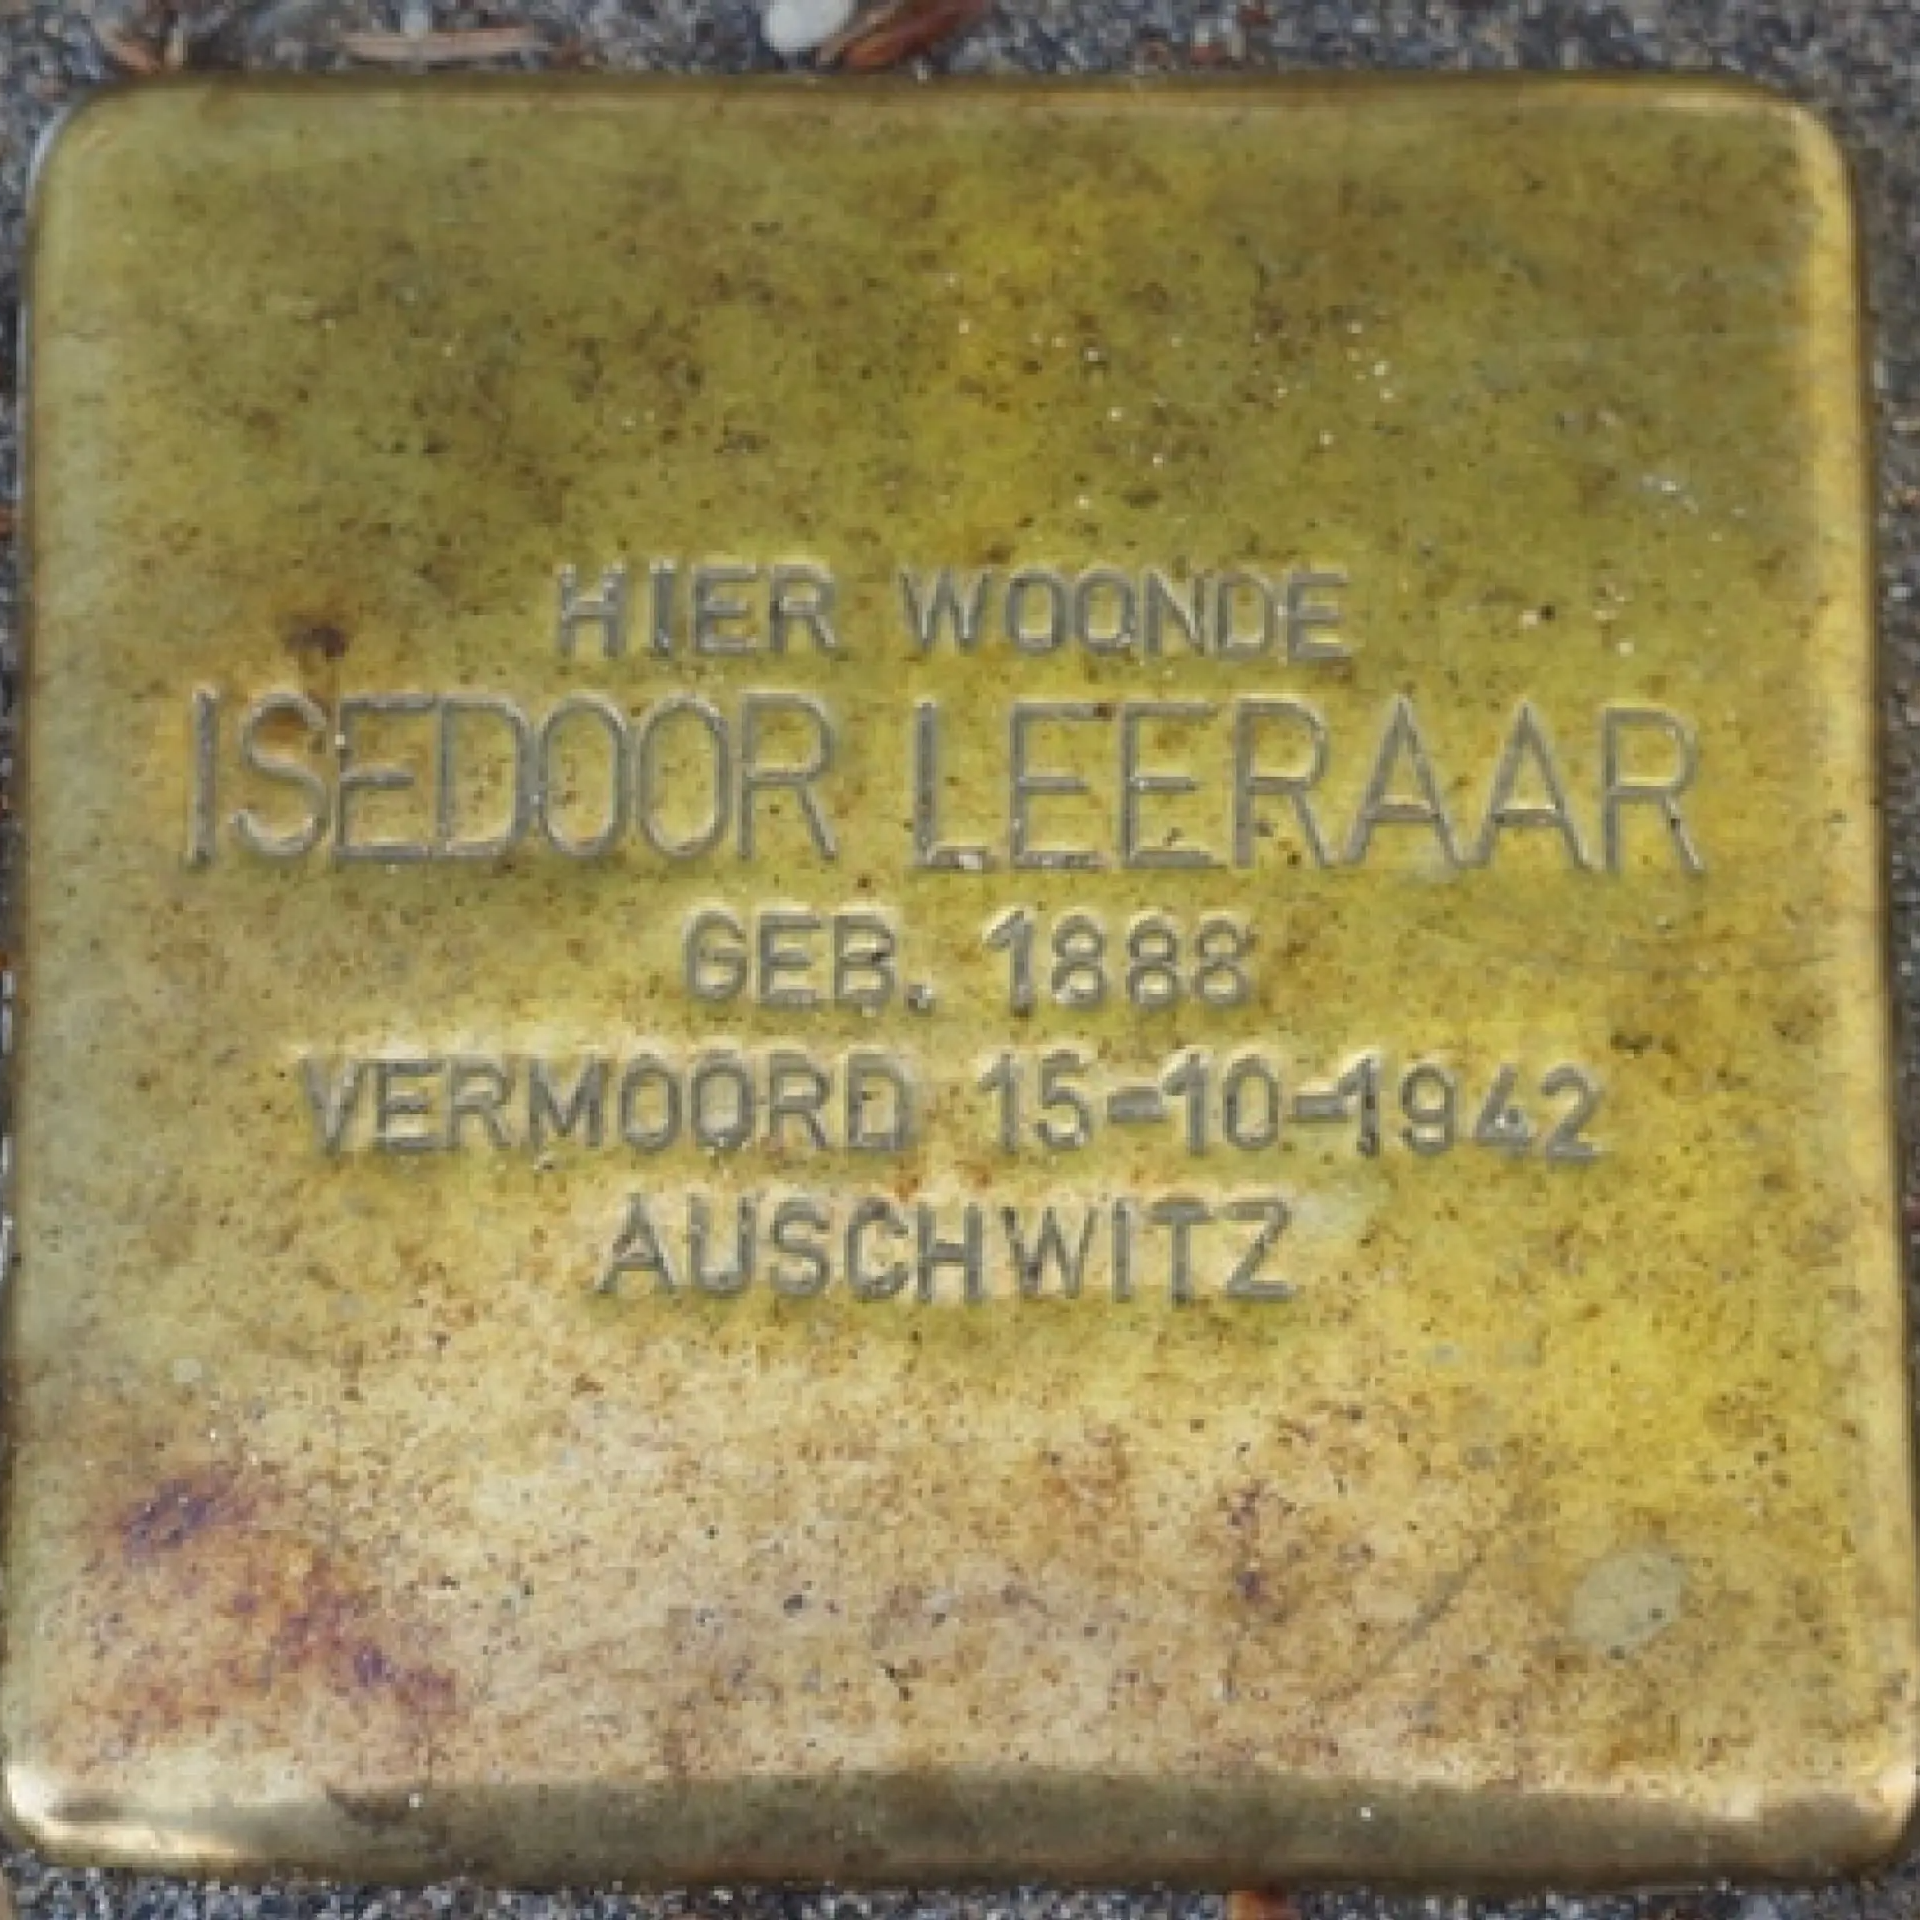 HIER WOONDE
ISEDOOR LEERAAR
GEB. 1888
VERMOORD 15-10-1942
AUSCHWITZ